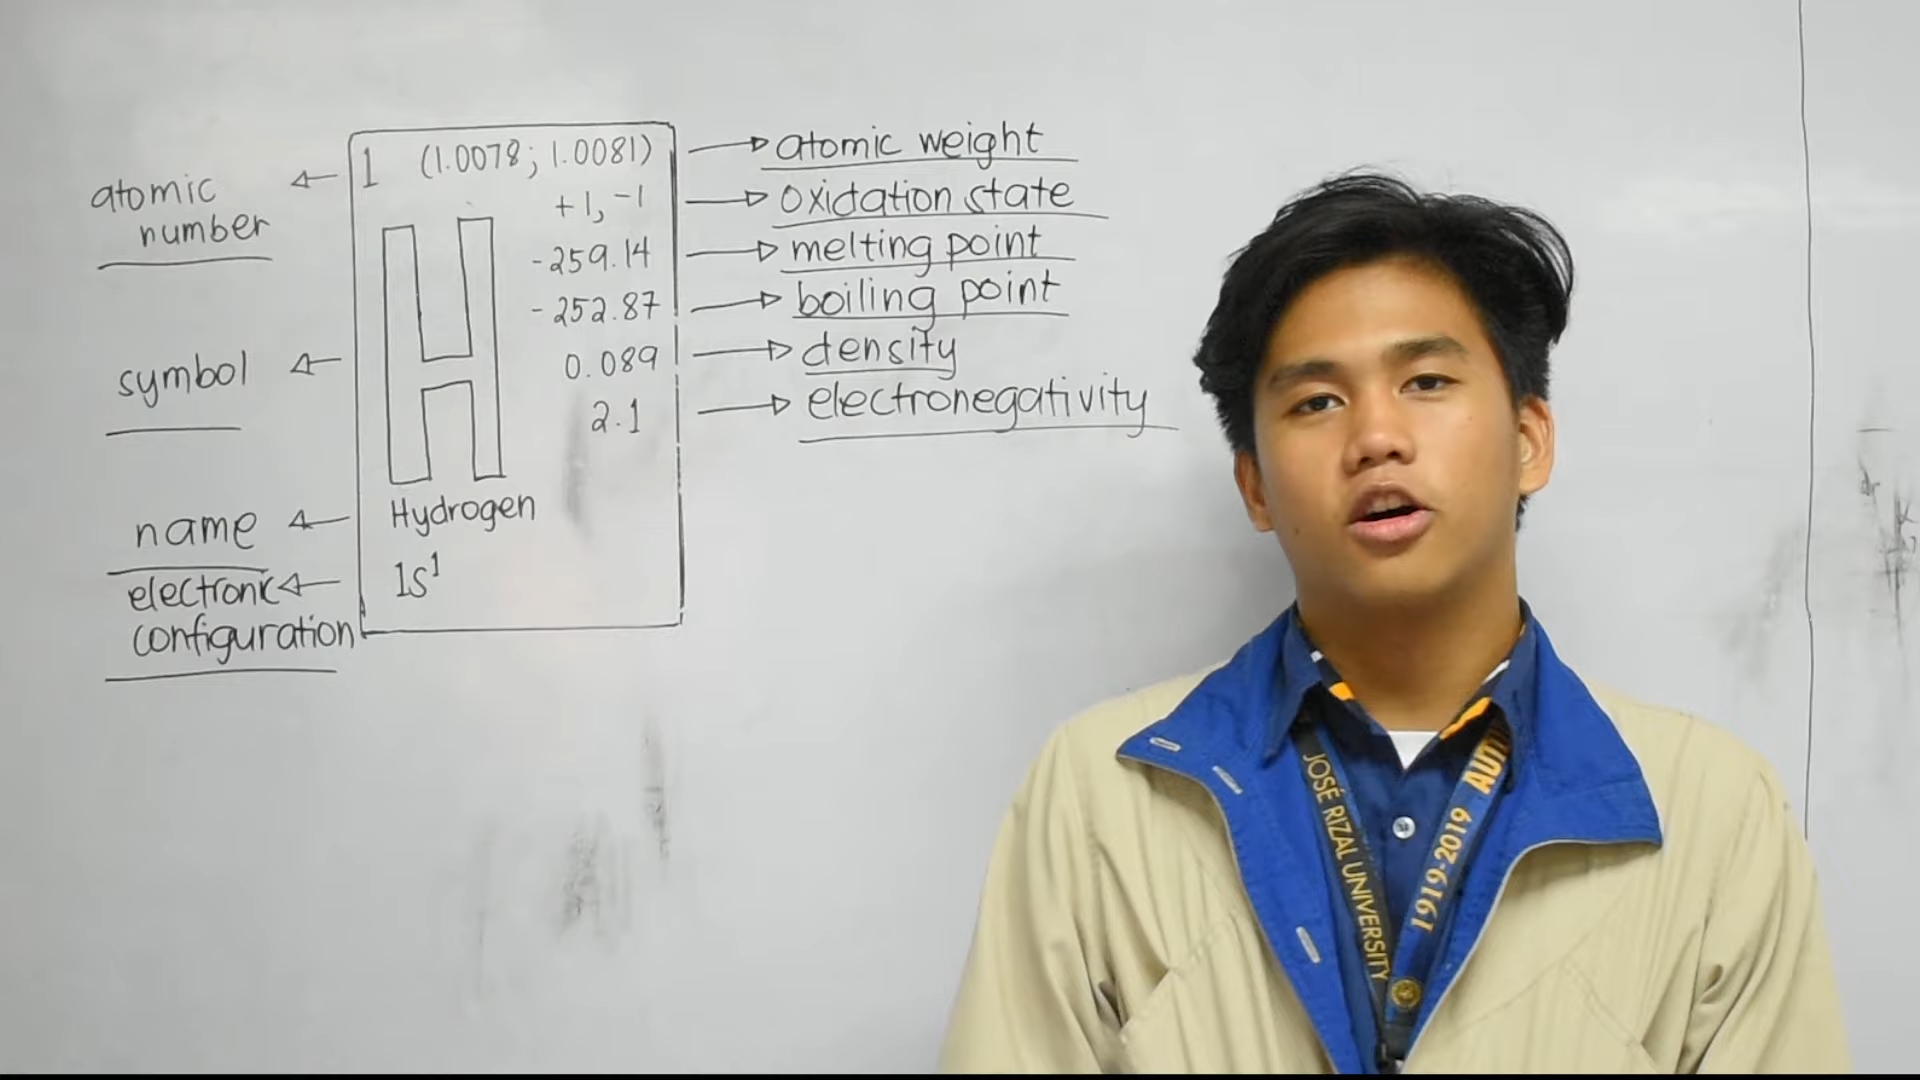 atomic
number
symbol
name
electronic
configuration
1 (1.0078; 1.0081)
+1, -1
-259.14
-252.87
0.089
2.1
H
Hydrogen
1s¹
atomic weight
oxidation state
melting point
boiling point
density
electronegativity
JOSÉ RIZAL UNIVERSITY
1919-2019